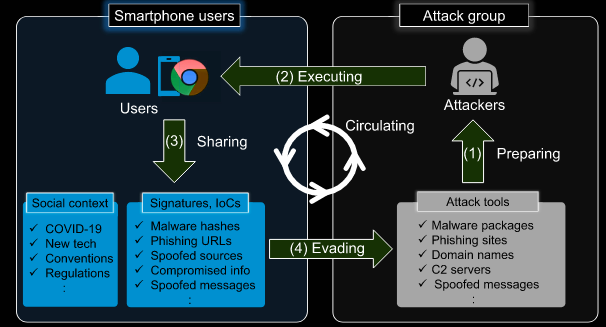 Smartphone users
Attack group
(2) Executing
Users
Attackers
(3)
Sharing
Circulating
(1)
Preparing
Social context
✓ COVID-19
✓ New tech
✓ Conventions
✓ Regulations
:
Signatures, IoCs
✓ Malware hashes
✓ Phishing URLs
✓ Spoofed sources
✓ Compromised info
✓ Spoofed messages
:
(4) Evading
Attack tools
✓ Malware packages
✓ Phishing sites
✓ Domain names
✓ C2 servers
✓ Spoofed messages
: